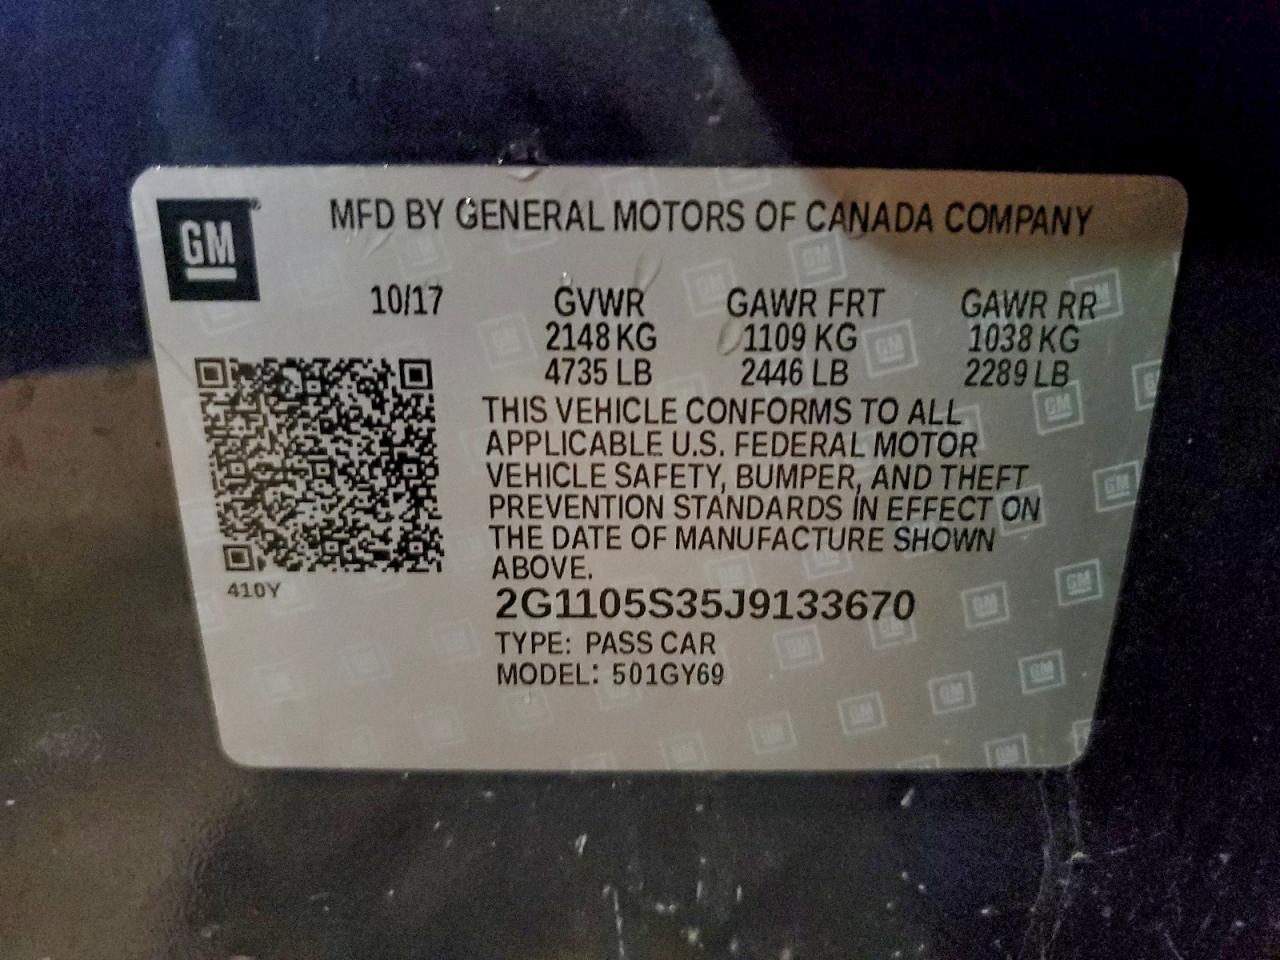 GM
MFD BY GENERAL MOTORS OF CANADA COMPANY
10/17 GVWR GAWR FRT GAWR RR
2148 KG 1109 KG 1038 KG
4735 LB 2446 LB 2289 LB
THIS VEHICLE CONFORMS TO ALL
APPLICABLE U.S. FEDERAL MOTOR
VEHICLE SAFETY, BUMPER, AND THEFT
PREVENTION STANDARDS IN EFFECT ON
THE DATE OF MANUFACTURE SHOWN
ABOVE.
410Y
2G1105S35J9133670
TYPE: PASS CAR
MODEL: 501GY69